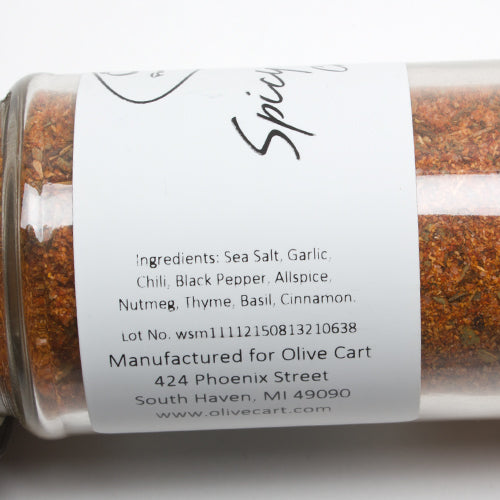 Spicy
Ingredients: Sea Salt, Garlic,
Chili, Black Pepper, Allspice,
Nutmeg, Thyme, Basil, Cinnamon.
Lot No. wsm11112150813210638
Manufactured for Olive Cart
424 Phoenix Street
South Haven, MI 49090
www.olivecart.com